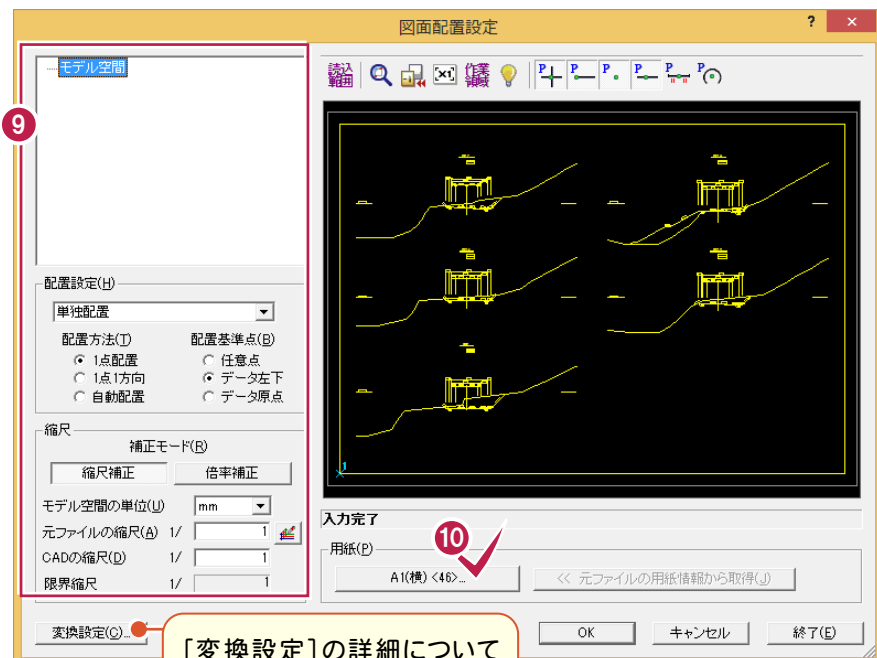 図面配置設定
? ×
モデル空間
読込範囲
作業領域
P P P P P P
9
1
配置設定(H)
単独配置
配置方法(T) 配置基準点(B)
1点配置 任意点
1点1方向 データ左下
自動配置 データ原点
縮尺
補正モード(R)
縮尺補正 倍率補正
モデル空間の単位(U) mm
元ファイルの縮尺(A) 1/ 1
CADの縮尺(D) 1/ 1
限界縮尺 1/ 1
入力完了
10
用紙(P)
A1(横) <46>...
<< 元ファイルの用紙情報から取得(J)
変換設定(C)...
OK キャンセル 終了(E)
[変換設定]の詳細について